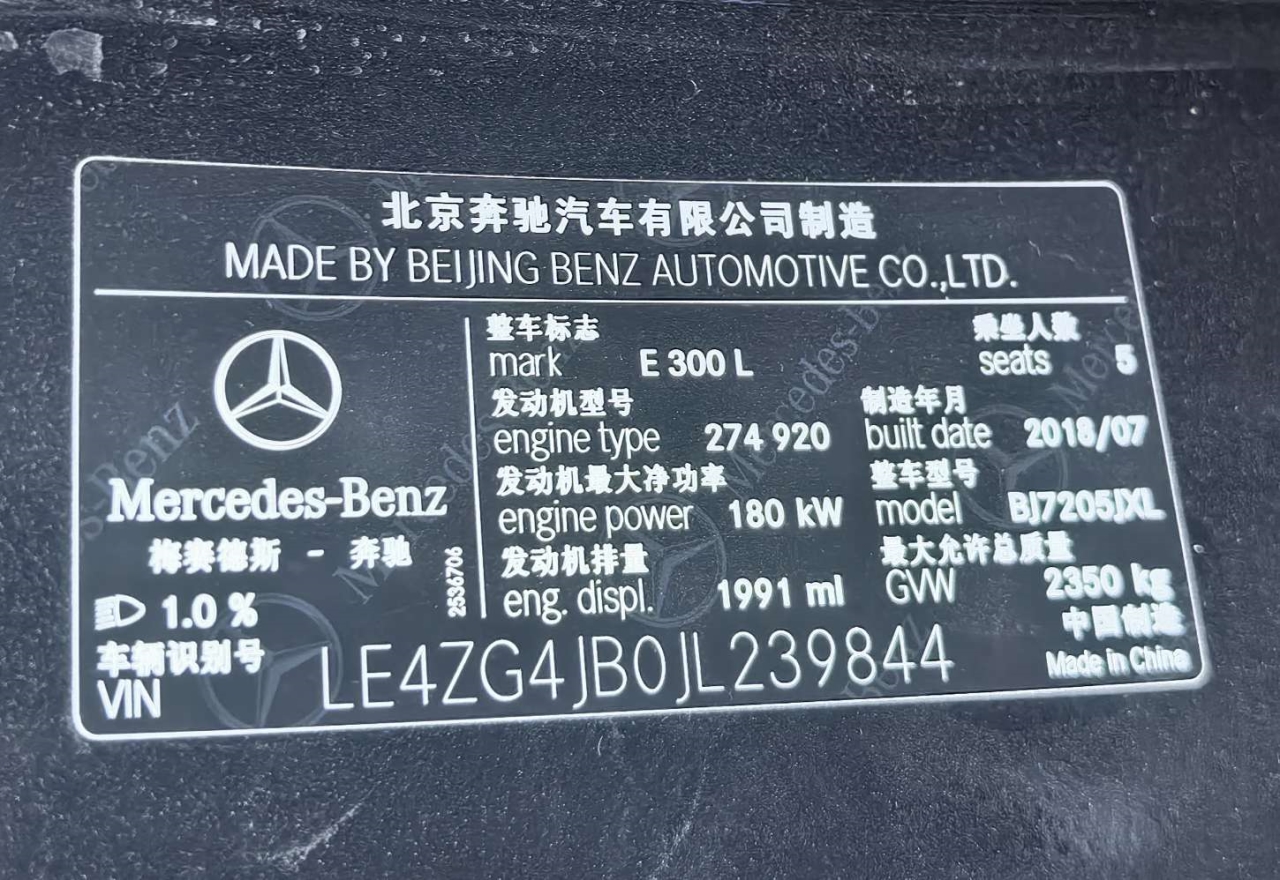 北京奔驰汽车有限公司制造
MADE BY BEIJING BENZ AUTOMOTIVE CO.,LTD.
Mercedes-Benz
梅赛德斯 - 奔驰
2536706
1.0 %
整车标志 乘坐人数
mark E 300 L seats 5
发动机型号 制造年月
engine type 274 920 built date 2018/07
发动机最大净功率 整车型号
engine power 180 kW model BJ7205JXL
发动机排量 最大允许总质量
eng. displ. 1991 ml GVW 2350 kg
中国制造
Made in China
车辆识别号
VIN LE4ZG4JB0JL239844